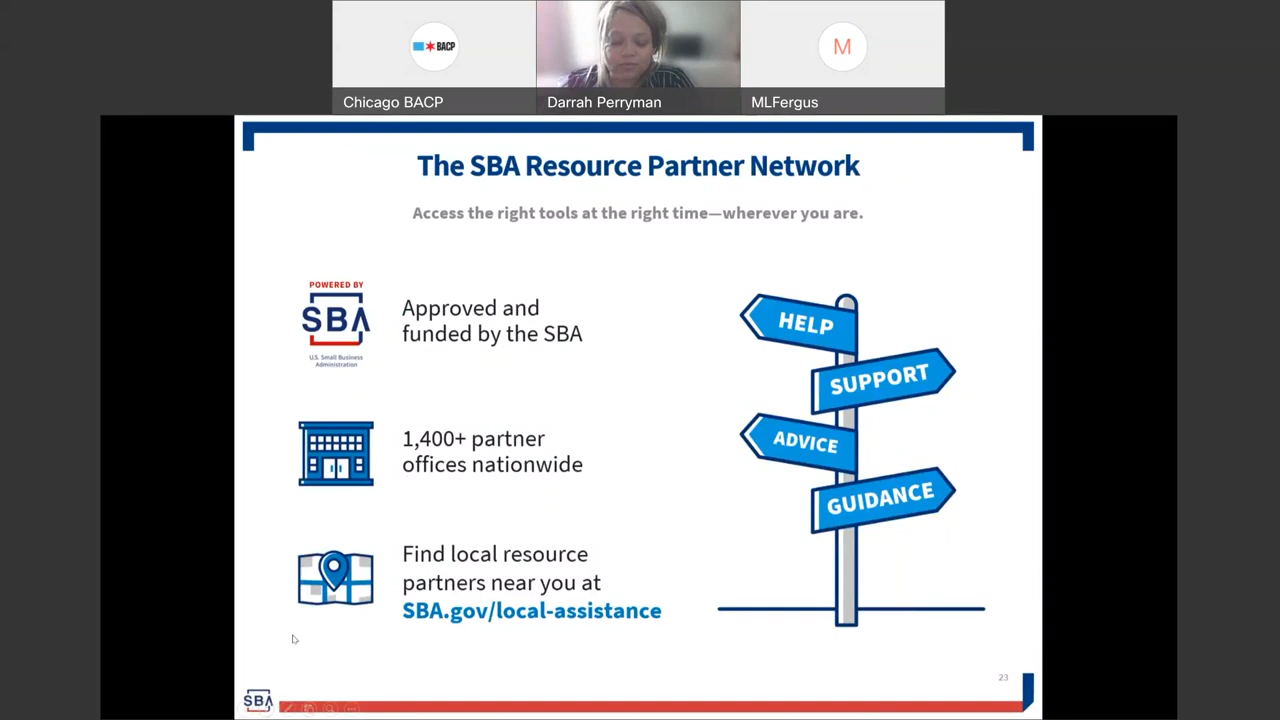 BACP
M
Chicago BACP
Darrah Perryman
MLFergus
The SBA Resource Partner Network
Access the right tools at the right time—wherever you are.
POWERED BY
SBA
U.S. Small Business
Administration
Approved and
funded by the SBA
1,400+ partner
offices nationwide
Find local resource
partners near you at
SBA.gov/local-assistance
HELP
SUPPORT
ADVICE
GUIDANCE
23
SBA